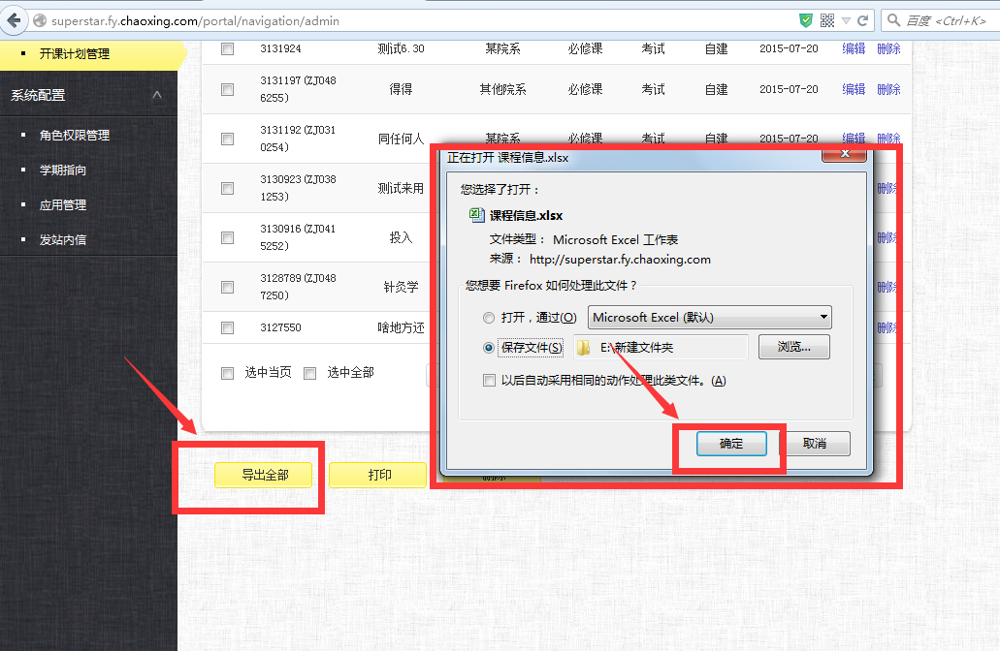 superstar.fy.chaoxing.com/portal/navigation/admin
百度 <Ctrl+K>
开课计划管理
系统配置
角色权限管理
学期指向
应用管理
发站内信
3131924 测试6.30 某院系 必修课 考试 自建 2015-07-20 编辑 删除
3131197 (ZJ048
6255) 得得 其他院系 必修课 考试 自建 2015-07-20 编辑 删除
3131192 (ZJ031
0254) 同任何人 某院系 必修课 考试 自建 2015-07-20 编辑 删除
3130923 (ZJ038
1253) 测试来用 删除
3130916 (ZJ041
5252) 投入 删除
3128789 (ZJ048
7250) 针灸学 删除
3127550 啥地方还
选中当页 选中全部
导出全部 打印 删除
正在打开 课程信息.xlsx
您选择了打开：
课程信息.xlsx
文件类型： Microsoft Excel 工作表
来源： http://superstar.fy.chaoxing.com
您想要 Firefox 如何处理此文件？
打开，通过(O) Microsoft Excel (默认)
保存文件(S) E:\新建文件夹 浏览...
以后自动采用相同的动作处理此类文件。(A)
确定 取消